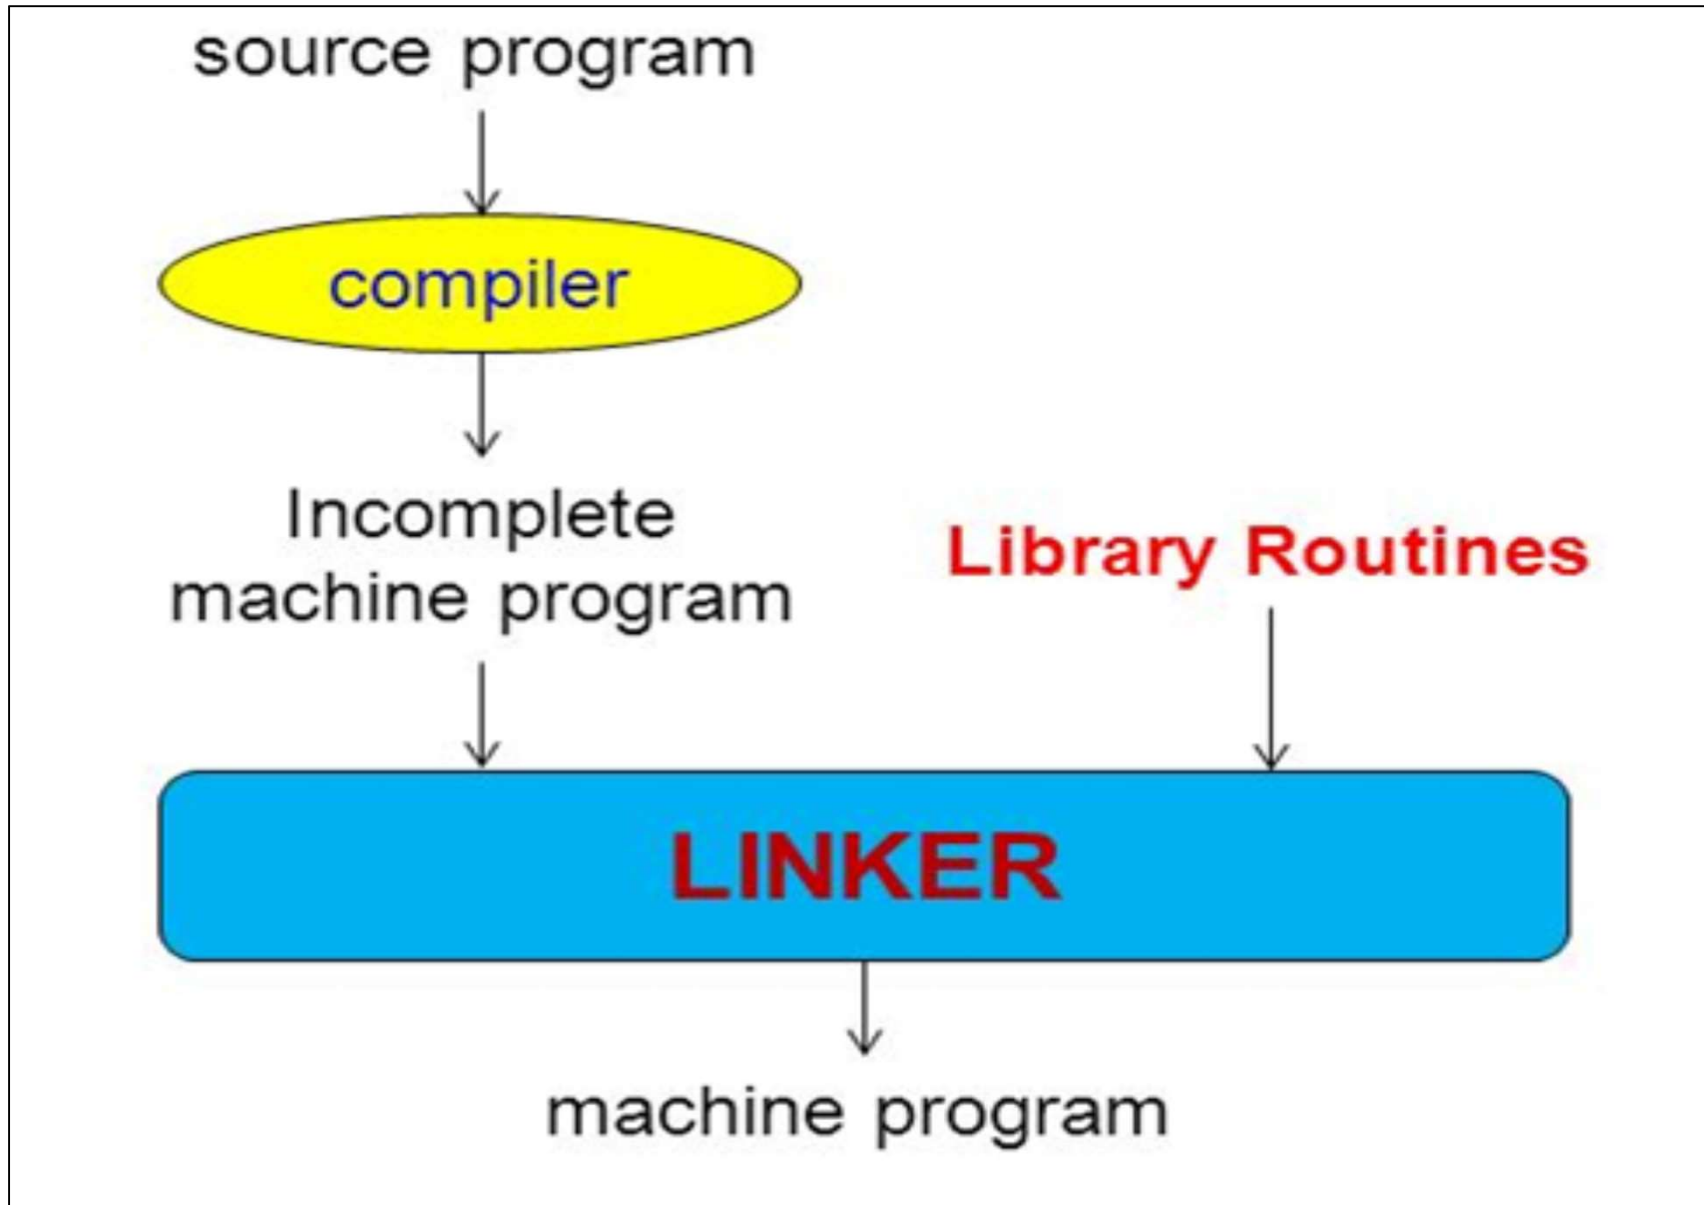 source program
compiler
Incomplete
machine program
Library Routines
LINKER
machine program